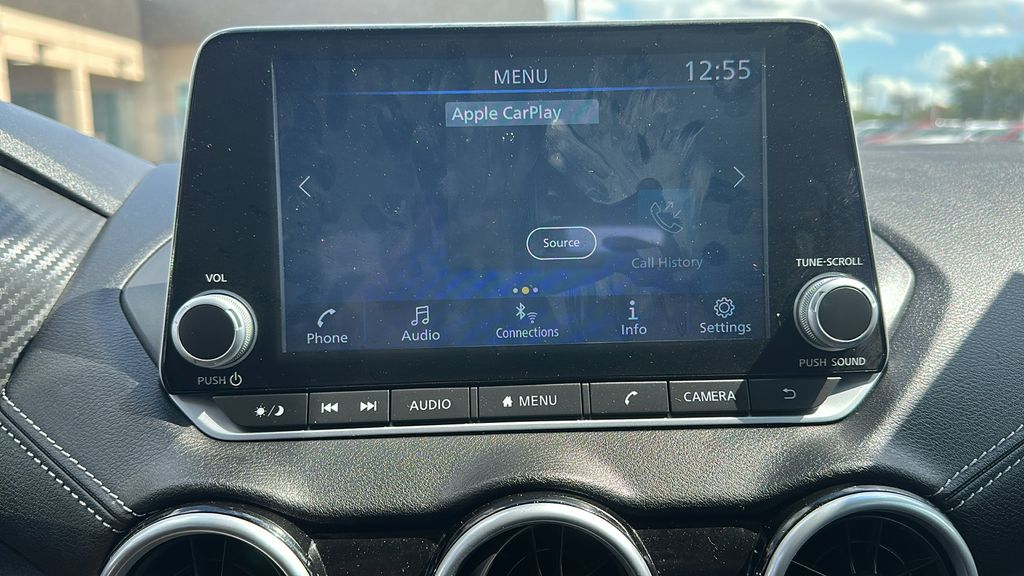 MENU
12:55
Apple CarPlay
Source
Call History
Phone
Audio
Connections
Info
Settings
VOL
PUSH
TUNE·SCROLL
PUSH SOUND
AUDIO
MENU
CAMERA